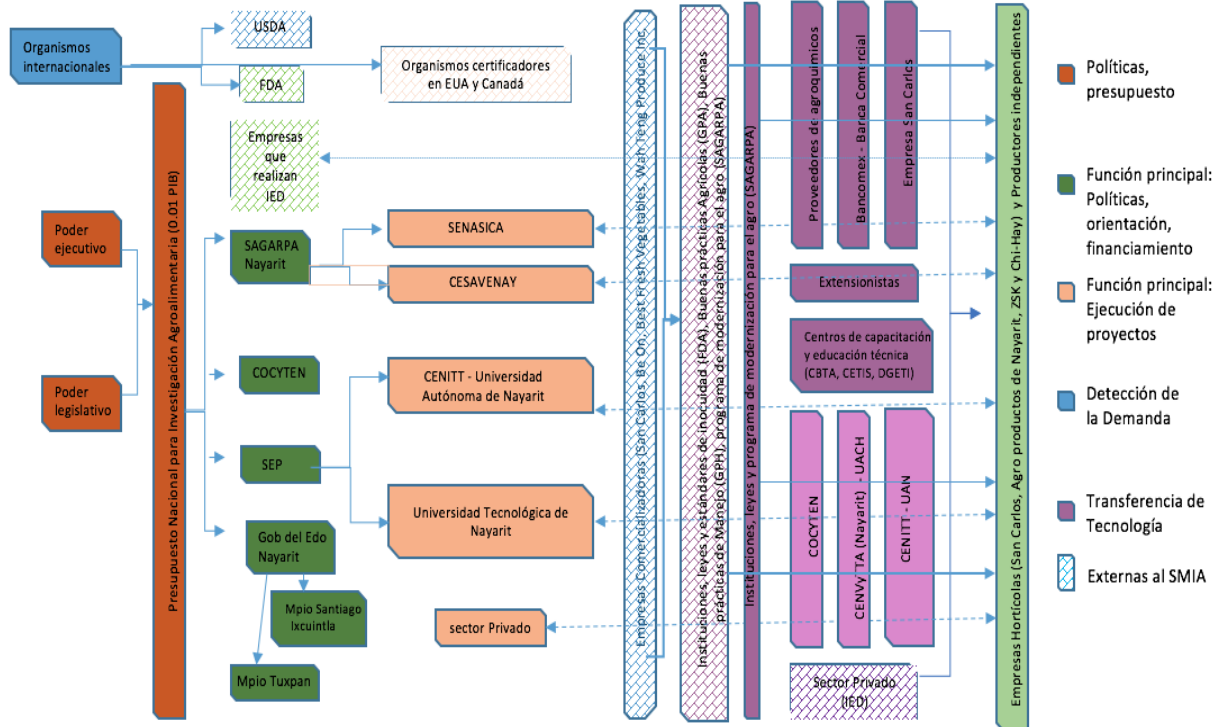 Organismos
internacionales
USDA
FDA
Organismos certificadores
en EUA y Canadá
Empresas
que
realizan
IED
Poder
ejecutivo
Poder
legislativo
Presupuesto Nacional para Investigación Agroalimentaria (0.01 PIB)
SAGARPA
Nayarit
COCYTEN
SEP
Gob del Edo
Nayarit
Mpio Santiago
Ixcuintla
Mpio Tuxpan
SENASICA
CESAVENAY
CENITT - Universidad
Autónoma de Nayarit
Universidad Tecnológica de
Nayarit
sector Privado
Empresas Comercializadoras (San Carlos, Be On, Best Fresh Vegetables, Wah Teng Produce Inc
Instituciones, leyes y estándares de inocuidad (FDA), Buenas prácticas Agrícolas (GPA), Buenas
prácticas de Manejo (GPH), programa de modernización para el agro (SAGARPA)
Instituciones, leyes y programa de modernización para el agro (SAGARPA)
Proveedores de agroquímicos
Bancomex - Banca Comercial
Empresa San Carlos
Extensionistas
Centros de capacitación
y educación técnica
(CBTA, CETIS, DGETI)
COCYTEN
(Nayarit) - UACH
CENITT - UAN
Sector Privado
(IED)
Empresas Hortícolas (San Carlos, Agro productos de Nayarit, ZSK y Chi-Hay) y Productores independientes
Políticas,
presupuesto
Función principal:
Políticas,
orientación,
financiamiento
Función principal:
Ejecución de
proyectos
Detección de
la Demanda
Transferencia de
Tecnología
Externas al SMIA